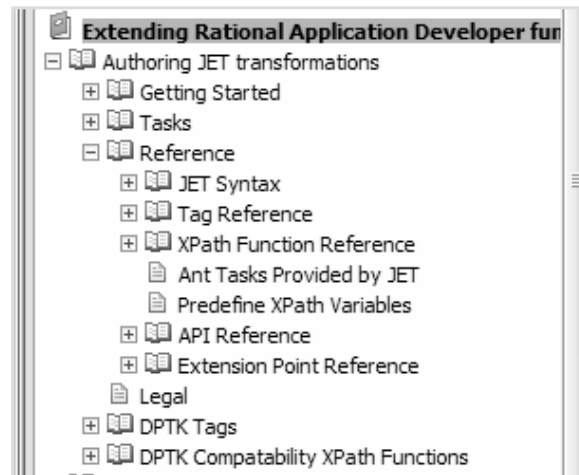 Extending Rational Application Developer fun
Authoring JET transformations
Getting Started
Tasks
Reference
JET Syntax
Tag Reference
XPath Function Reference
Ant Tasks Provided by JET
Predefine XPath Variables
API Reference
Extension Point Reference
Legal
DPTK Tags
DPTK Compatability XPath Functions